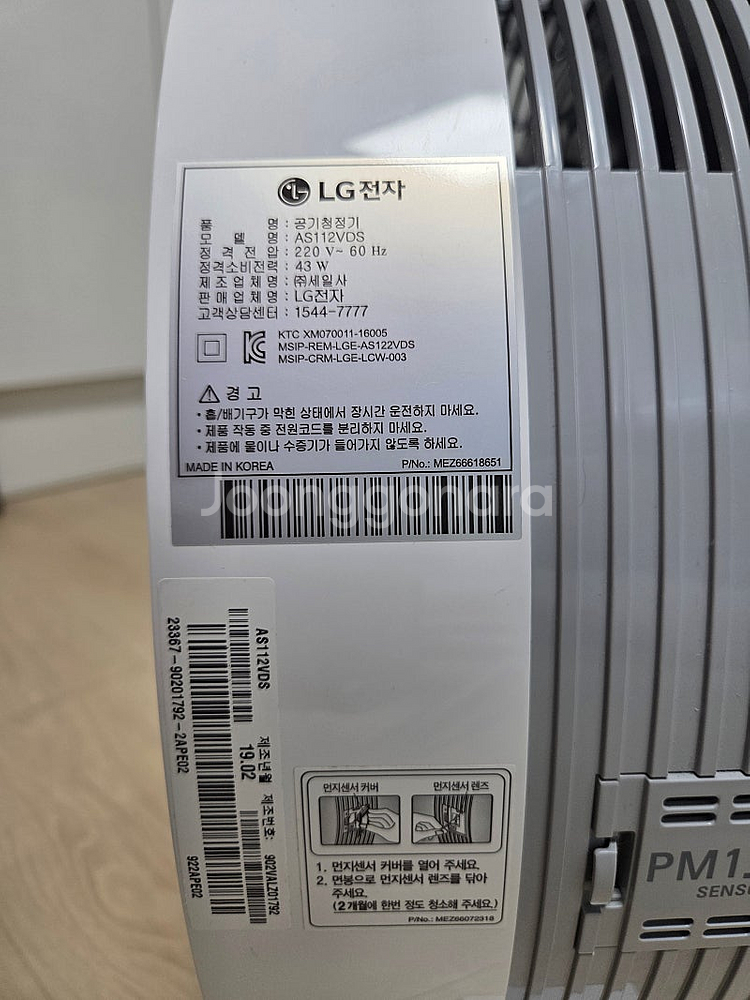 LG전자
품 명 : 공기청정기
모 델 명 : AS112VDS
정 격 전 압 : 220 V~ 60 Hz
정격소비전력 : 43 W
제 조 업 체 명 : ㈜세일사
판 매 업 체 명 : LG전자
고객상담센터 : 1544-7777
KTC XM070011-16005
MSIP-REM-LGE-AS122VDS
MSIP-CRM-LGE-LCW-003
경 고
• 흡/배기구가 막힌 상태에서 장시간 운전하지 마세요.
• 제품 작동 중 전원코드를 분리하지 마세요.
• 제품에 물이나 수증기가 들어가지 않도록 하세요.
MADE IN KOREA P/No.: MEZ66618651
Joonggonara
AS112VDS 제조년월 19.02 제조번호: 902VALZ01792
23367-90201792-2APE02
922APE02
먼지센서 커버 먼지센서 렌즈
1. 먼지센서 커버를 열어 주세요.
2. 면봉으로 먼지센서 렌즈를 닦아
주세요.
(2개월에 한번 정도 청소해 주세요)
P/No.: MEZ66072318
PM1.
SENS